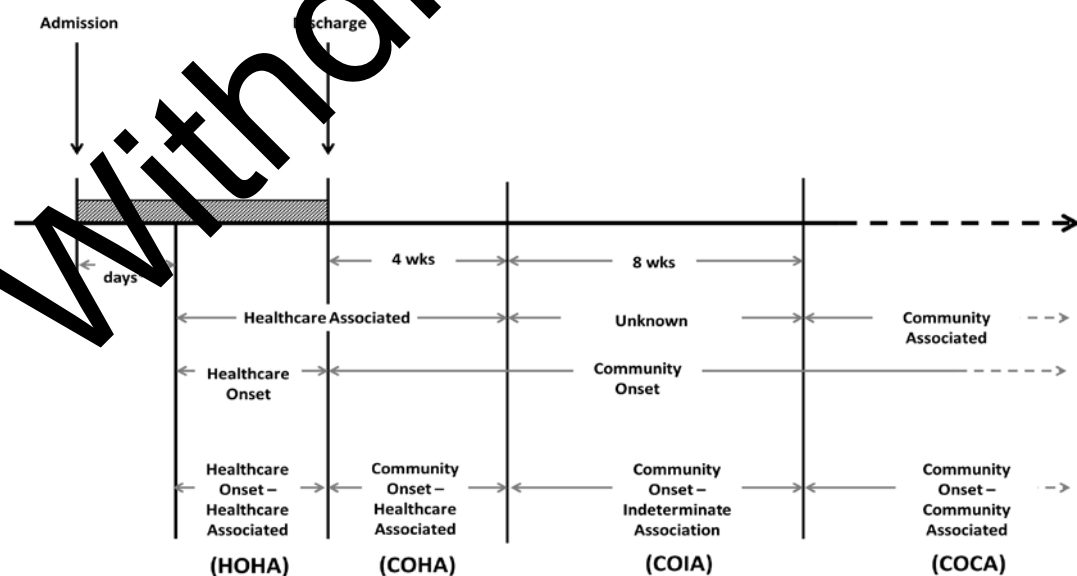 Admission
scharge
4 wks
8 wks
days
Healthcare Associated
Unknown
Community
Associated
Healthcare
Onset
Community
Onset
Healthcare
Onset –
Healthcare
Associated
(HOHA)
Community
Onset –
Healthcare
Associated
(COHA)
Community
Onset –
Indeterminate
Association
(COIA)
Community
Onset –
Community
Associated
(COCA)